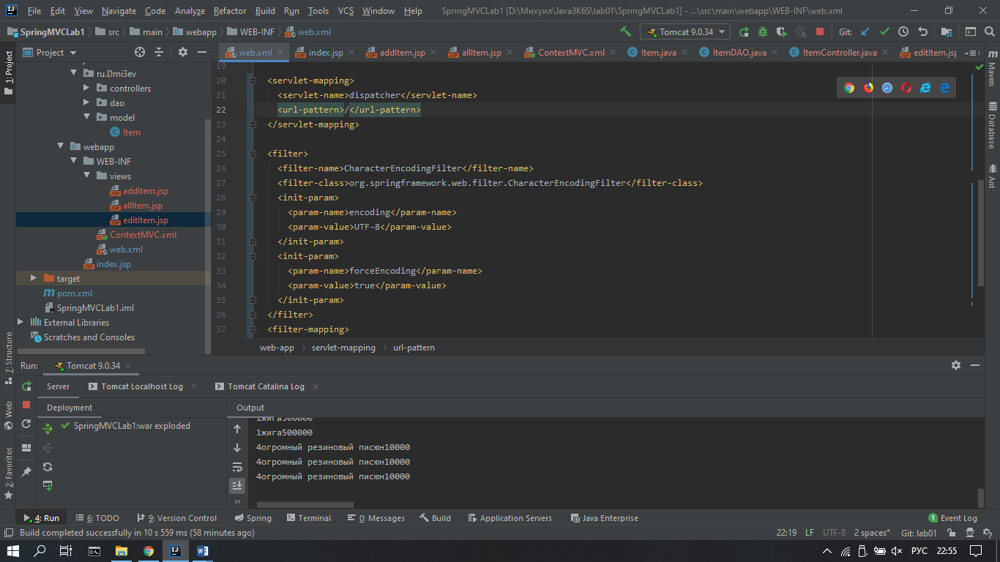 File Edit View Navigate Code Analyze Refactor Build Run Tools VCS Window Help SpringMVCLab1 [D:\Михуил\Java3K6S\lab01\SpringMVCLab1] - ...\src\main\webapp\WEB-INF\web.xml
SpringMVCLab1 src main webapp WEB-INF web.xml Tomcat 9.0.34 Git:
1: Project
Project
web.xml index.jsp addItem.jsp allItem.jsp ContextMVC.xml Item.java ItemDAO.java ItemController.java editItem.jsp
ru.Dmi3ev
controllers
dao
model
Item
webapp
WEB-INF
views
addItem.jsp
allItem.jsp
editItem.jsp
ContextMVC.xml
web.xml
index.jsp
target
pom.xml
SpringMVCLab1.iml
External Libraries
Scratches and Consoles
19
20 <servlet-mapping>
21 <servlet-name>dispatcher</servlet-name>
22 <url-pattern>/</url-pattern>
23 </servlet-mapping>
24
25 <filter>
26 <filter-name>CharacterEncodingFilter</filter-name>
27 <filter-class>org.springframework.web.filter.CharacterEncodingFilter</filter-class>
28 <init-param>
29 <param-name>encoding</param-name>
30 <param-value>UTF-8</param-value>
31 </init-param>
32 <init-param>
33 <param-name>forceEncoding</param-name>
34 <param-value>true</param-value>
35 </init-param>
36 </filter>
37 <filter-mapping>
web-app servlet-mapping url-pattern
Maven
Database
Ant
7: Structure
Web
2: Favorites
Run: Tomcat 9.0.34
Server Tomcat Localhost Log Tomcat Catalina Log
Deployment Output
SpringMVCLab1:war exploded
1жига500000
1жига500000
4огромный резиновый писюн10000
4огромный резиновый писюн10000
4огромный резиновый писюн10000
4: Run 6: TODO 9: Version Control Spring Terminal 0: Messages Build Application Servers Java Enterprise 1 Event Log
Build completed successfully in 10 s 559 ms (58 minutes ago) 22:19 LF UTF-8 2 spaces* Git: lab01
РУС 22:55